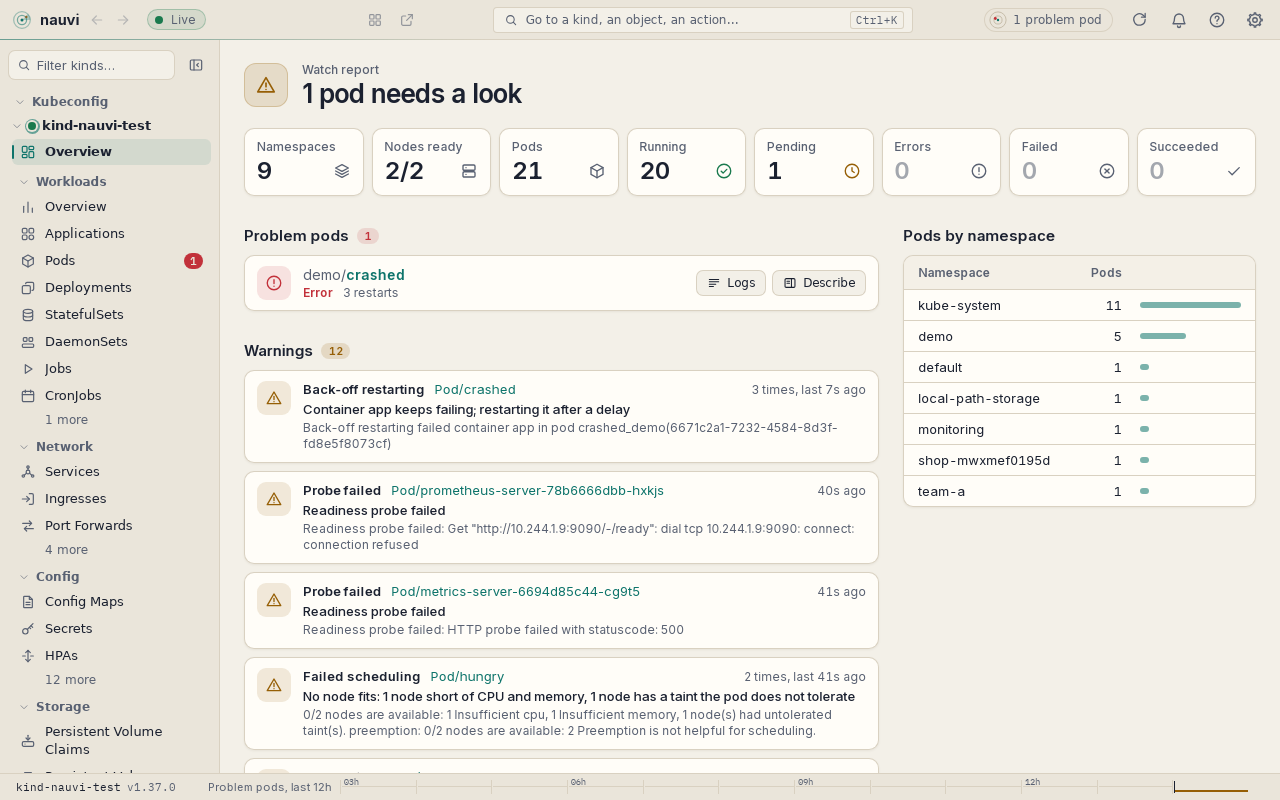 nauvi
Live
Go to a kind, an object, an action...
Ctrl+K
1 problem pod
Filter kinds...
Kubeconfig
kind-nauvi-test
Overview
Workloads
Overview
Applications
Pods 1
Deployments
StatefulSets
DaemonSets
Jobs
CronJobs
1 more
Network
Services
Ingresses
Port Forwards
4 more
Config
Config Maps
Secrets
HPAs
12 more
Storage
Persistent Volume
Claims
Watch report
1 pod needs a look
Namespaces
9
Nodes ready
2/2
Pods
21
Running
20
Pending
1
Errors
0
Failed
0
Succeeded
0
Problem pods 1
demo/crashed
Error 3 restarts
Logs
Describe
Warnings 12
Back-off restarting Pod/crashed 3 times, last 7s ago
Container app keeps failing; restarting it after a delay
Back-off restarting failed container app in pod crashed_demo(6671c2a1-7232-4584-8d3f-
fd8e5f8073cf)
Probe failed Pod/prometheus-server-78b6666dbb-hxkjs 40s ago
Readiness probe failed
Readiness probe failed: Get "http://10.244.1.9:9090/-/ready": dial tcp 10.244.1.9:9090: connect:
connection refused
Probe failed Pod/metrics-server-6694d85c44-cg9t5 41s ago
Readiness probe failed
Readiness probe failed: HTTP probe failed with statuscode: 500
Failed scheduling Pod/hungry 2 times, last 41s ago
No node fits: 1 node short of CPU and memory, 1 node has a taint the pod does not tolerate
0/2 nodes are available: 1 Insufficient cpu, 1 Insufficient memory, 1 node(s) had untolerated
taint(s). preemption: 0/2 nodes are available: 2 Preemption is not helpful for scheduling.
Pods by namespace
Namespace Pods
kube-system 11
demo 5
default 1
local-path-storage 1
monitoring 1
shop-mwxmef0195d 1
team-a 1
kind-nauvi-test v1.37.0
Problem pods, last 12h
03h
06h
09h
12h